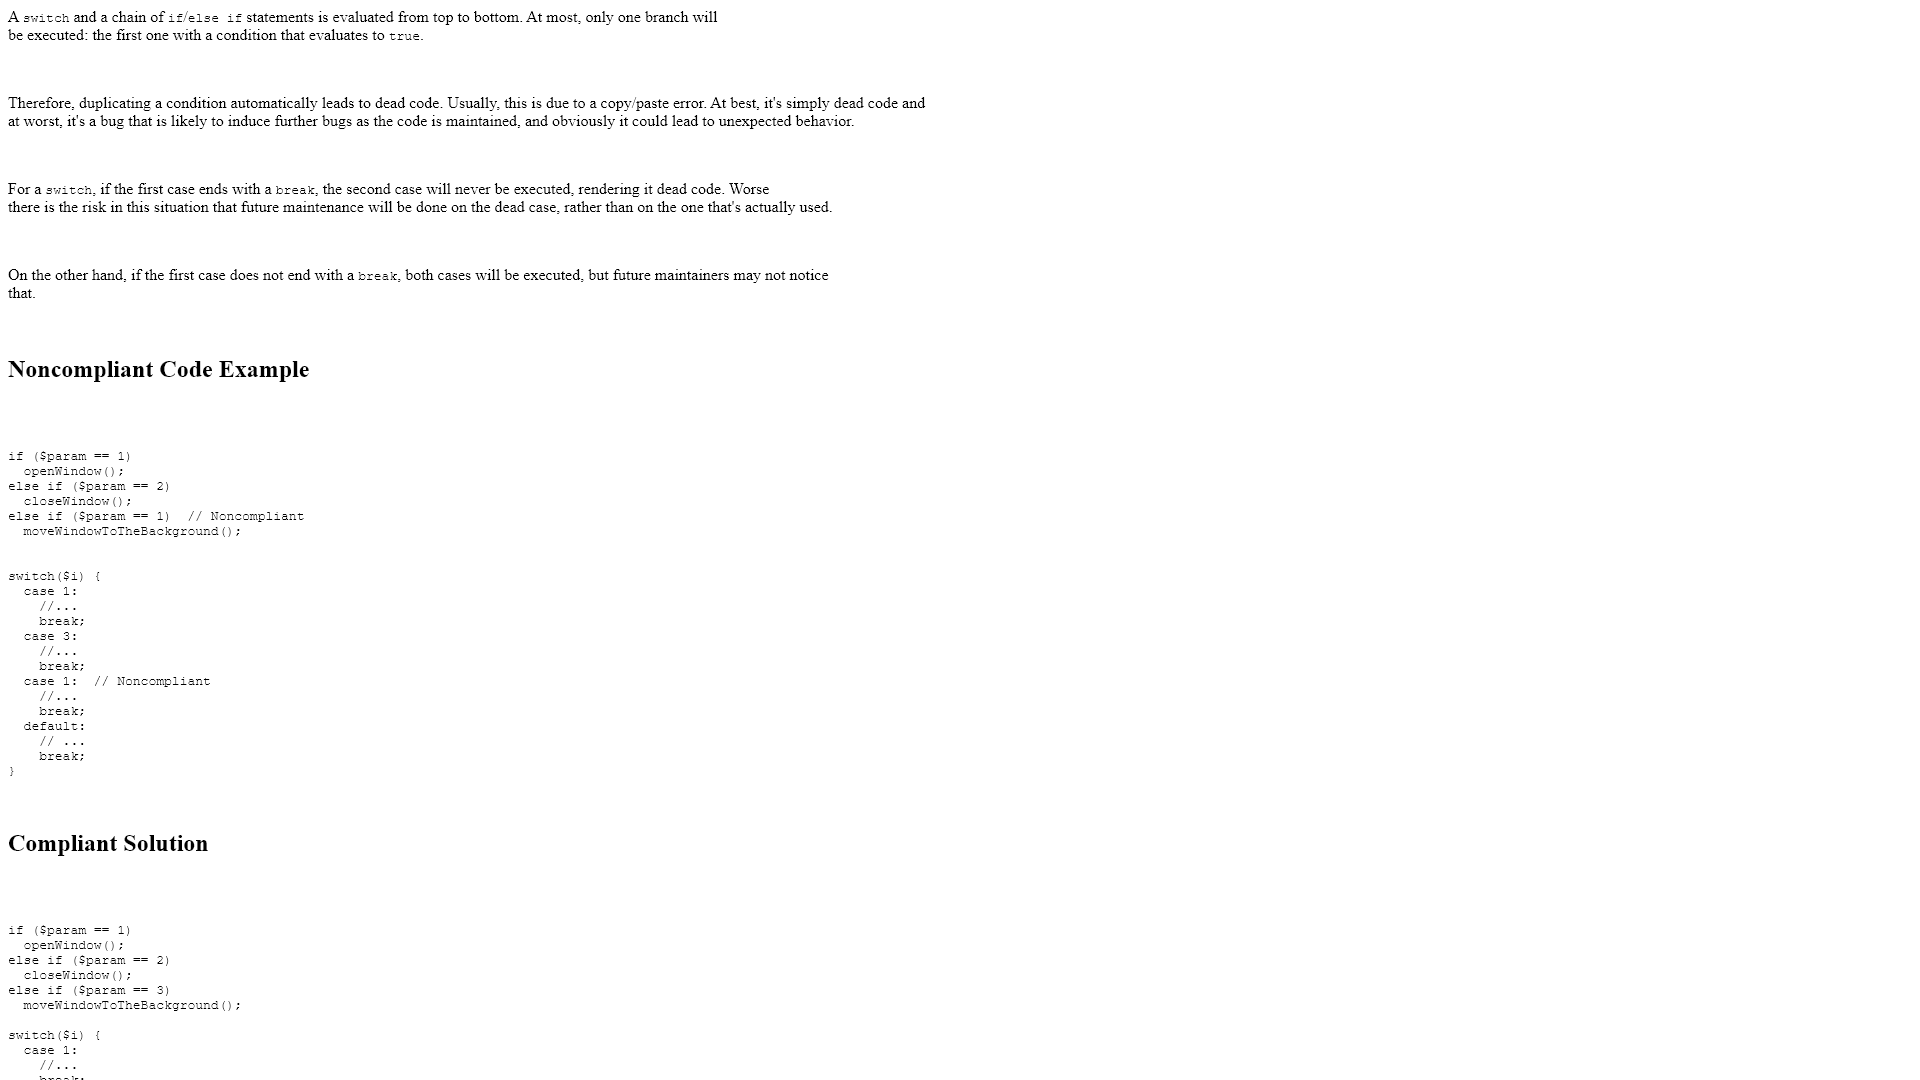 A switch and a chain of if/else if statements is evaluated from top to bottom. At most, only one branch will
be executed: the first one with a condition that evaluates to true.
Therefore, duplicating a condition automatically leads to dead code. Usually, this is due to a copy/paste error. At best, it's simply dead code and
at worst, it's a bug that is likely to induce further bugs as the code is maintained, and obviously it could lead to unexpected behavior.
For a switch, if the first case ends with a break, the second case will never be executed, rendering it dead code. Worse
there is the risk in this situation that future maintenance will be done on the dead case, rather than on the one that's actually used.
On the other hand, if the first case does not end with a break, both cases will be executed, but future maintainers may not notice
that.
Noncompliant Code Example
if ($param == 1)
  openWindow();
else if ($param == 2)
  closeWindow();
else if ($param == 1)  // Noncompliant
  moveWindowToTheBackground();
switch($i) {
  case 1:
    //...
    break;
  case 3:
    //...
    break;
  case 1:  // Noncompliant
    //...
    break;
  default:
    // ...
    break;
}
Compliant Solution
if ($param == 1)
  openWindow();
else if ($param == 2)
  closeWindow();
else if ($param == 3)
  moveWindowToTheBackground();
switch($i) {
  case 1:
    //...